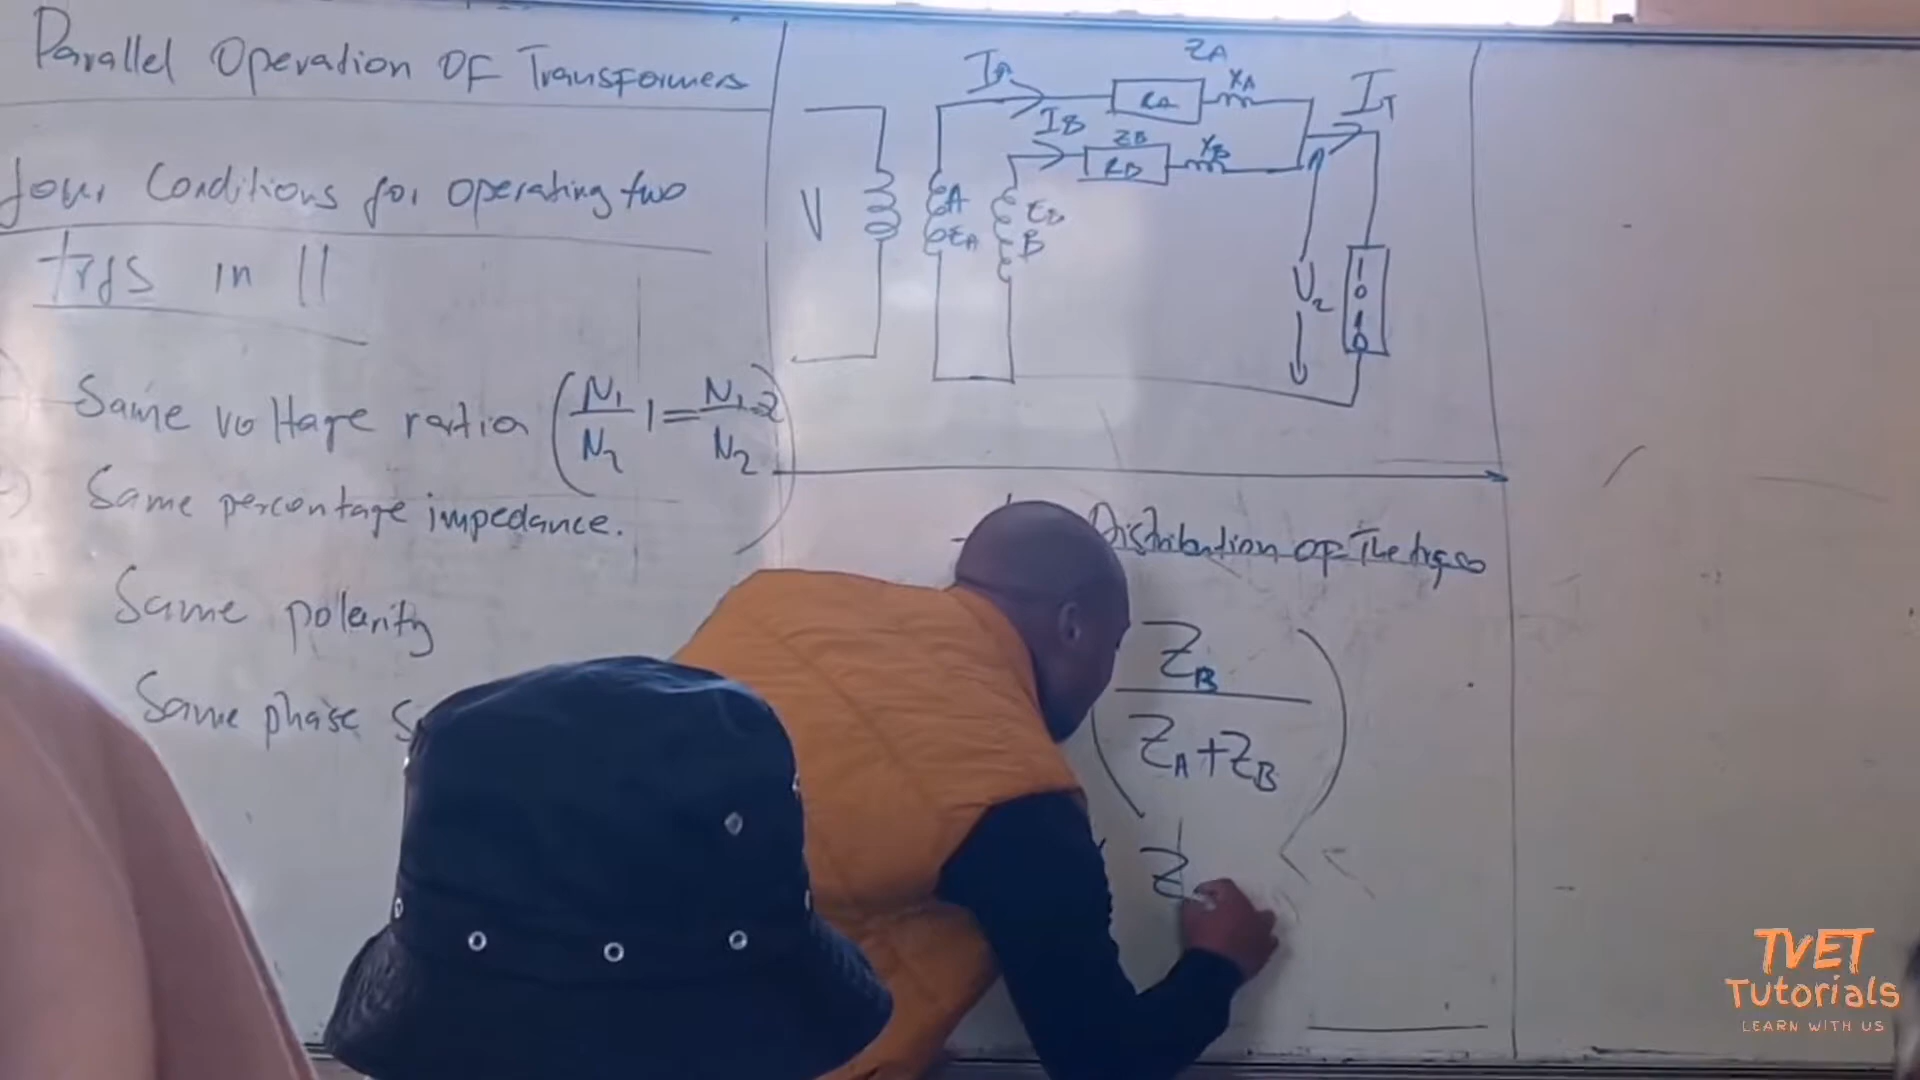 Parallel Operation OF Transformers
four Conditions for operating two
trfs in ||
Same voltage ratio (N1/N2 1 = N1/N2 2)
Same percentage impedance.
Same polarity
Same phase
V
A
EA
B
IA
IB
ZA
RA
XA
ZB
RB
XB
IT
V2
Distribution OF The
ZB
ZA+ZB
Z
TVET
Tutorials
LEARN WITH US